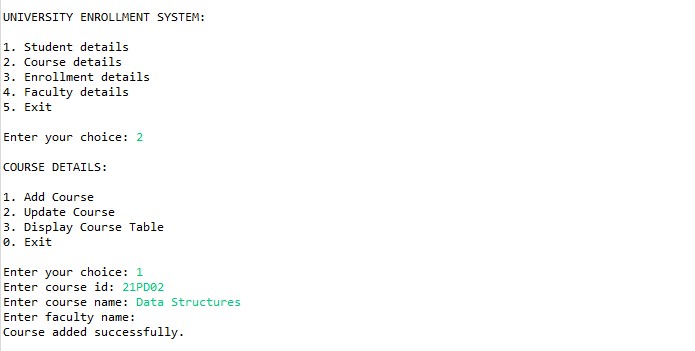 UNIVERSITY ENROLLMENT SYSTEM:
1. Student details
2. Course details
3. Enrollment details
4. Faculty details
5. Exit
Enter your choice: 2
COURSE DETAILS:
1. Add Course
2. Update Course
3. Display Course Table
0. Exit
Enter your choice: 1
Enter course id: 21PD02
Enter course name: Data Structures
Enter faculty name:
Course added successfully.